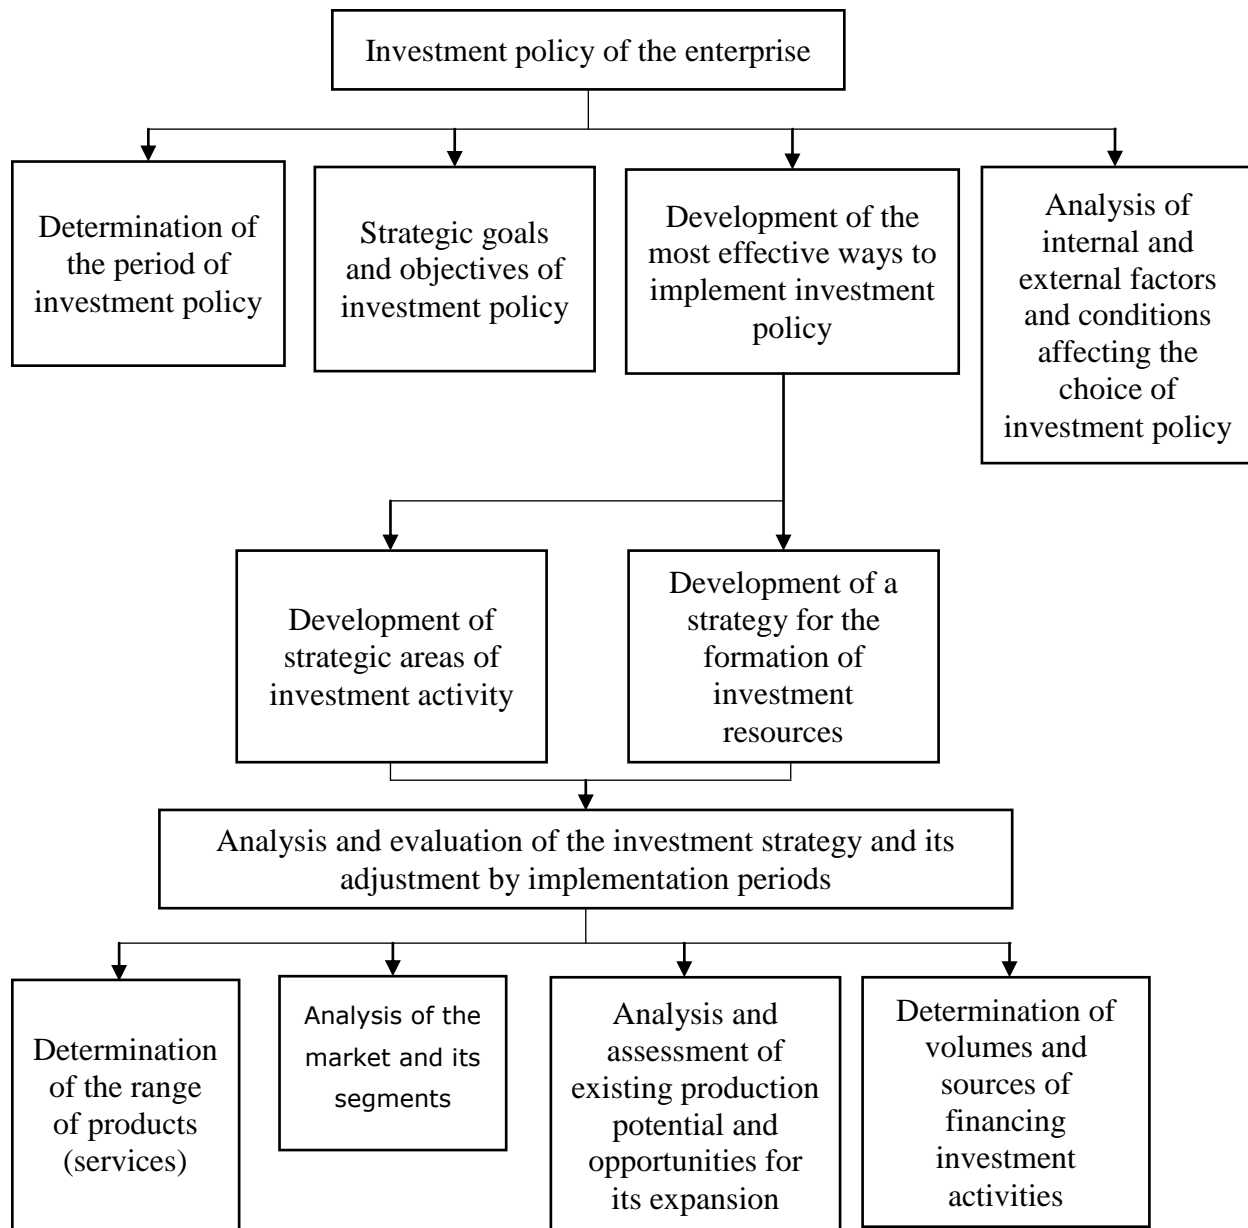 Investment policy of the enterprise
Determination of
the period of
investment policy
Strategic goals
and objectives of
investment policy
Development of the
most effective ways to
implement investment
policy
Analysis of
internal and
external factors
and conditions
affecting the
choice of
investment policy
Development of
strategic areas of
investment activity
Development of a
strategy for the
formation of
investment
resources
Analysis and evaluation of the investment strategy and its
adjustment by implementation periods
Determination
of the range
of products
(services)
Analysis of the
market and its
segments
Analysis and
assessment of
existing production
potential and
opportunities for
its expansion
Determination of
volumes and
sources of
financing
investment
activities